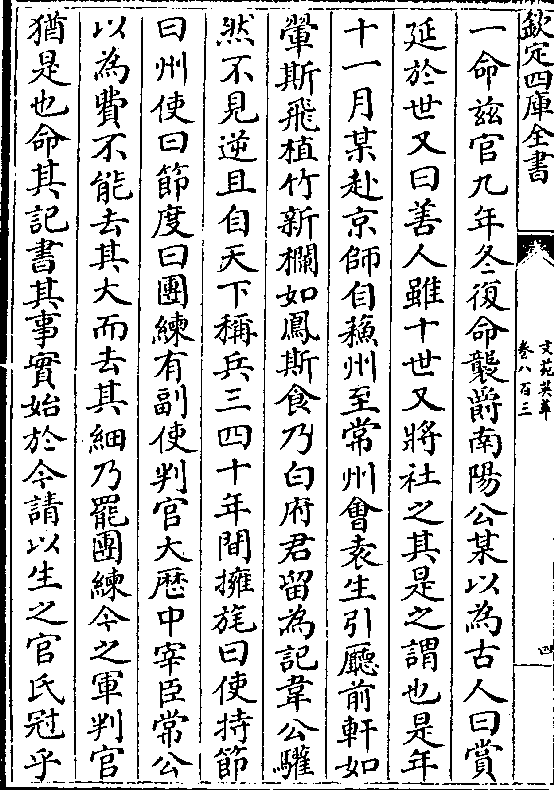 欽定四庫全書
文苑英華
卷八百三
四
一命兹官九年冬復命襲爵南陽公某以為古人曰賞
延於世又曰善人雖十世又將社之其是之謂也是年
十一月某赴京師自蘓州至常州會袁生引廳前軒如
翬斯飛植竹新欄如鳳斯食乃白府君留為記韋公驩
然不見逆且自天下稱兵三四十年間擁旄曰使持節
曰州使曰節度曰團練有副使判官大厯中宰臣常公
以為費不能去其大而去其細乃罷團練今之軍判官
猶是也命其記書其事實始於今請以生之官氏冠乎